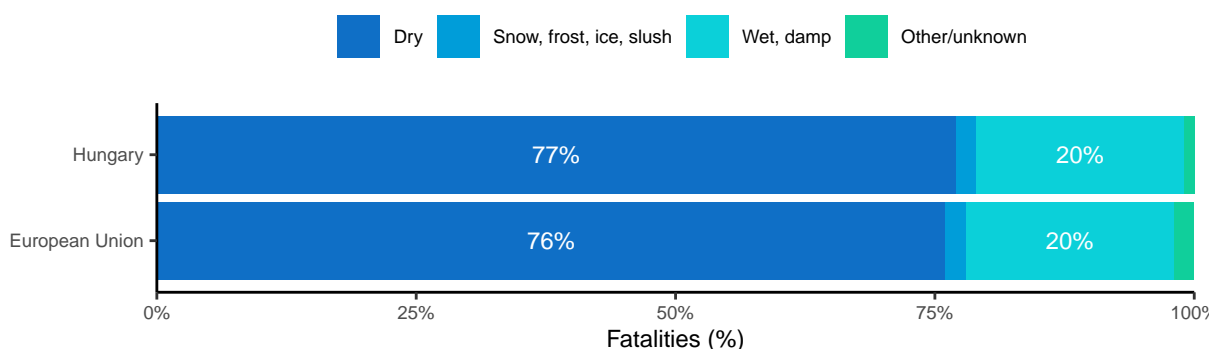 Dry Snow, frost, ice, slush Wet, damp Other/unknown
Hungary 77% 20%
European Union 76% 20%
0% 25% 50% 75% 100%
Fatalities (%)